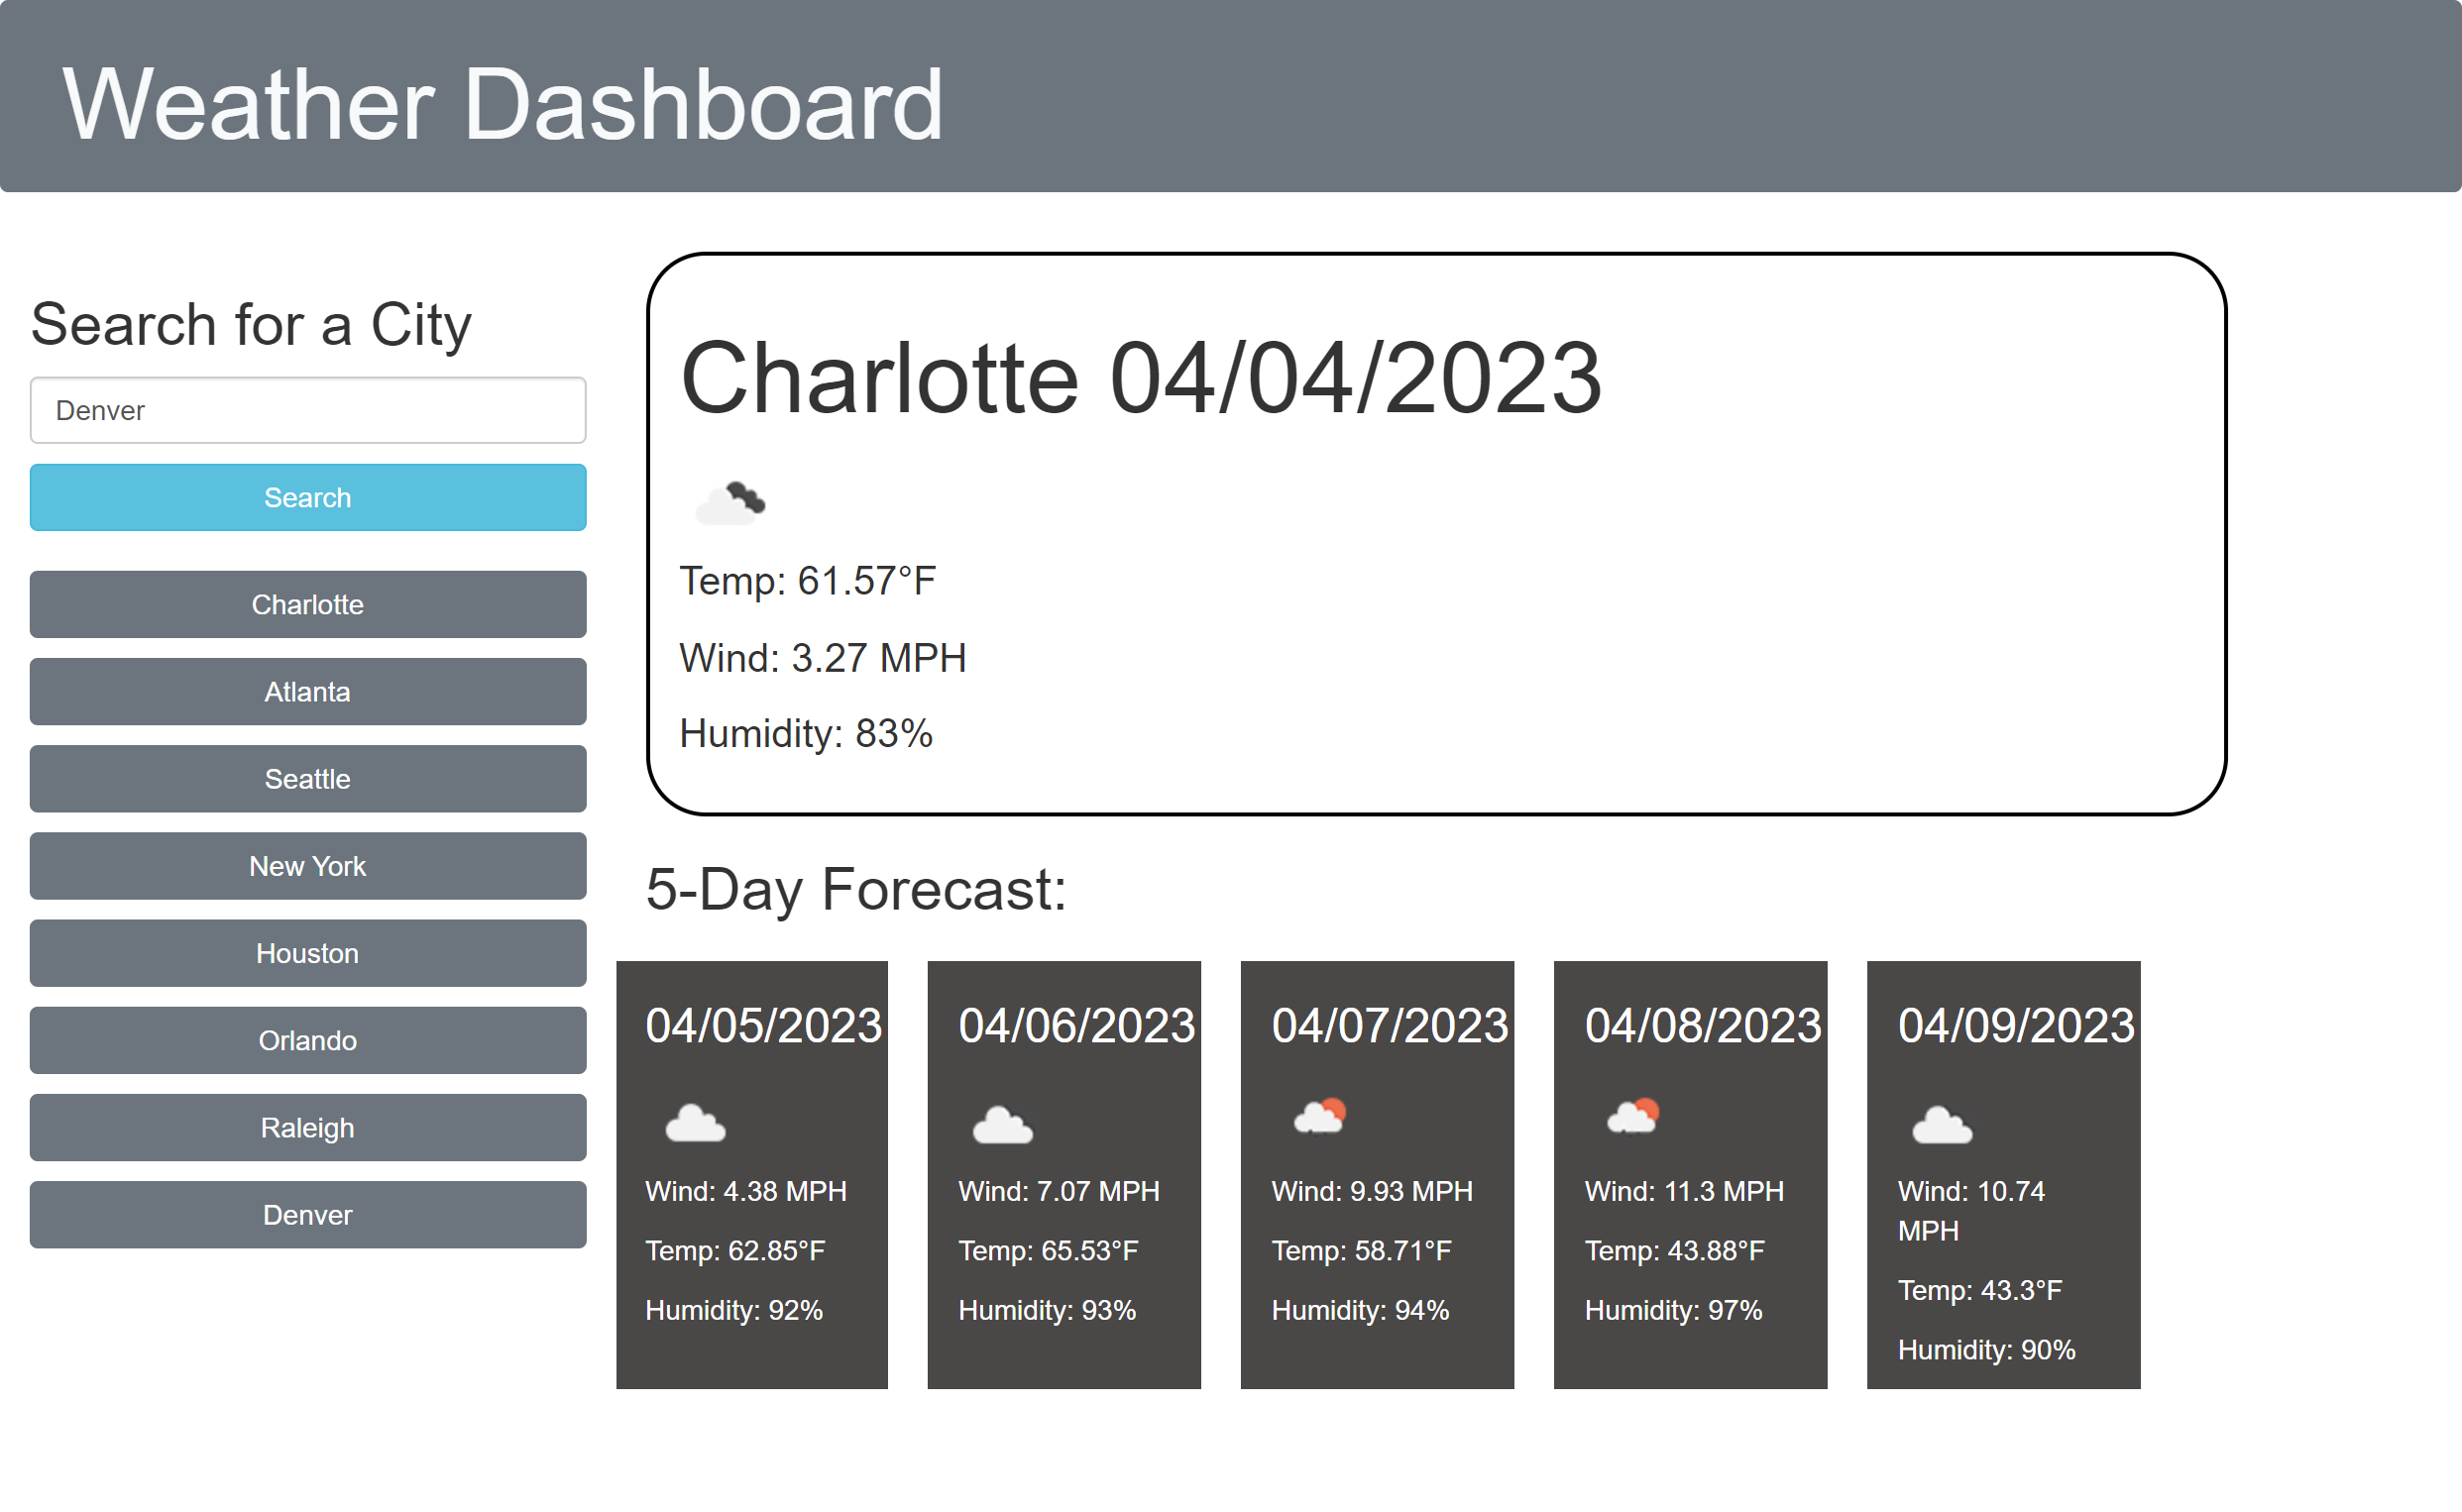 Weather Dashboard
Search for a City
Denver
Search
Charlotte
Atlanta
Seattle
New York
Houston
Orlando
Raleigh
Denver
Charlotte 04/04/2023
Temp: 61.57°F
Wind: 3.27 MPH
Humidity: 83%
5-Day Forecast:
04/05/2023
Wind: 4.38 MPH
Temp: 62.85°F
Humidity: 92%
04/06/2023
Wind: 7.07 MPH
Temp: 65.53°F
Humidity: 93%
04/07/2023
Wind: 9.93 MPH
Temp: 58.71°F
Humidity: 94%
04/08/2023
Wind: 11.3 MPH
Temp: 43.88°F
Humidity: 97%
04/09/2023
Wind: 10.74
MPH
Temp: 43.3°F
Humidity: 90%